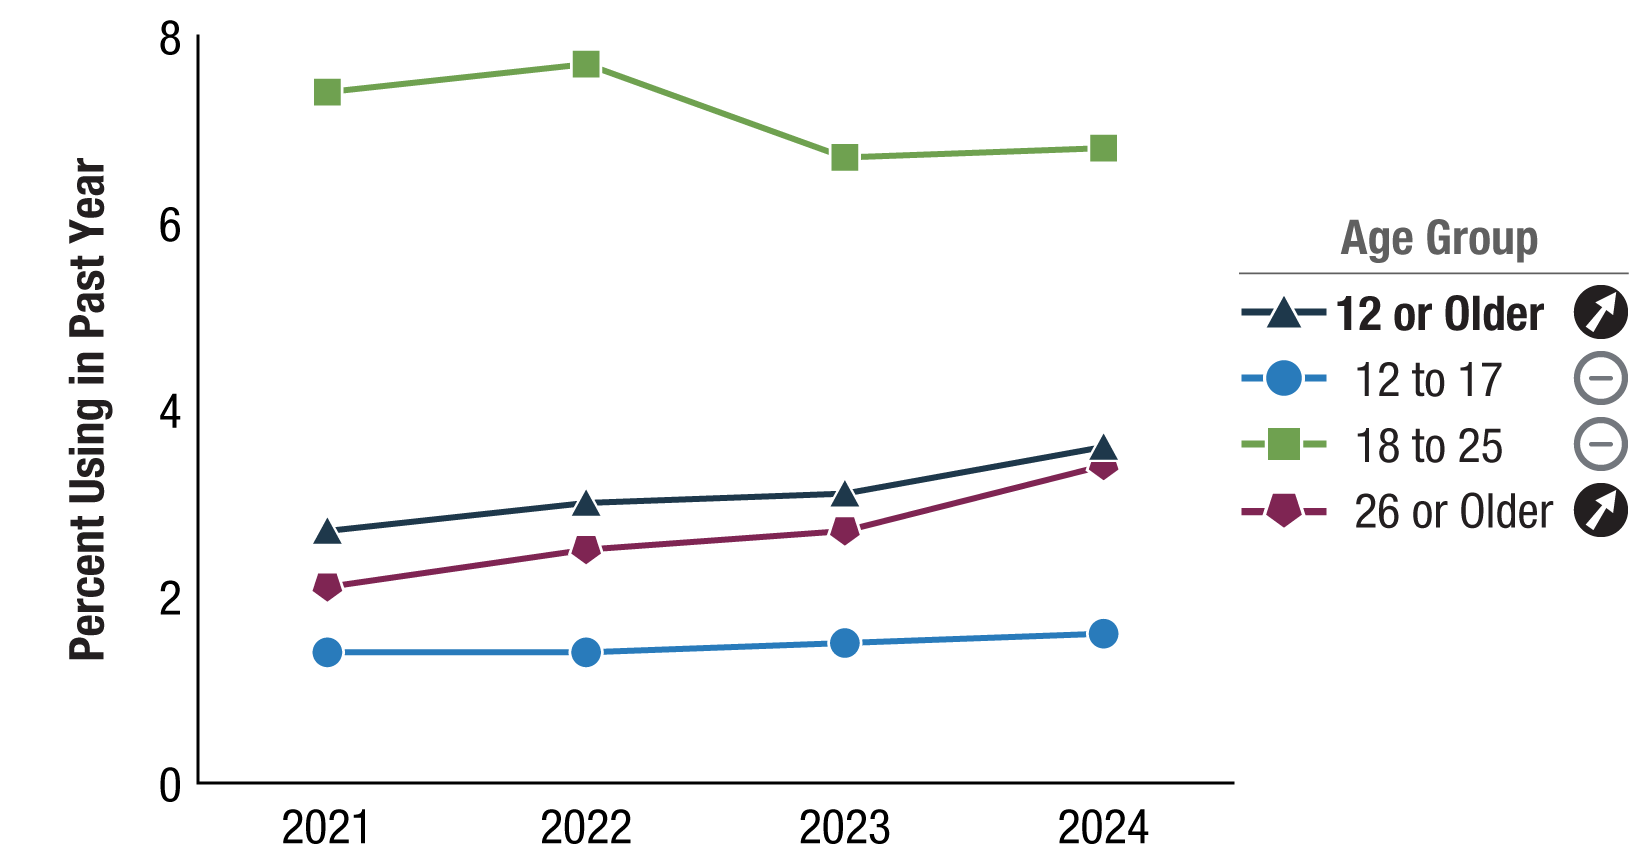 Percent Using in Past Year
8
6
4
2
0
2021 2022 2023 2024
Age Group
12 or Older
12 to 17
18 to 25
26 or Older